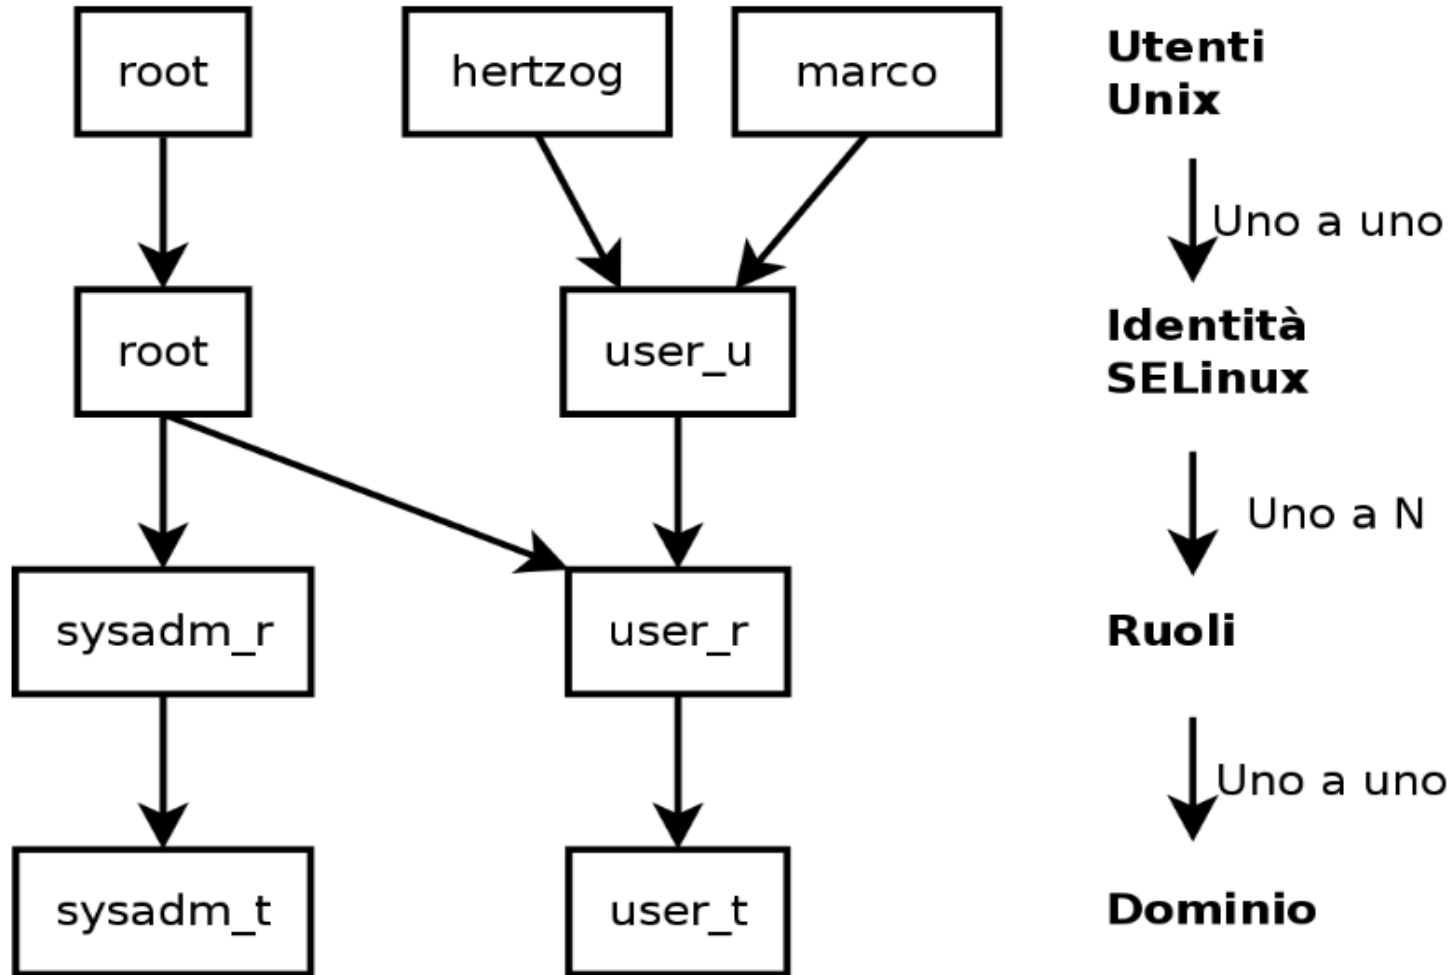 root
hertzog
marco
Utenti
Unix
Uno a uno
root
user_u
Identità
SELinux
Uno a N
sysadm_r
user_r
Ruoli
Uno a uno
sysadm_t
user_t
Dominio